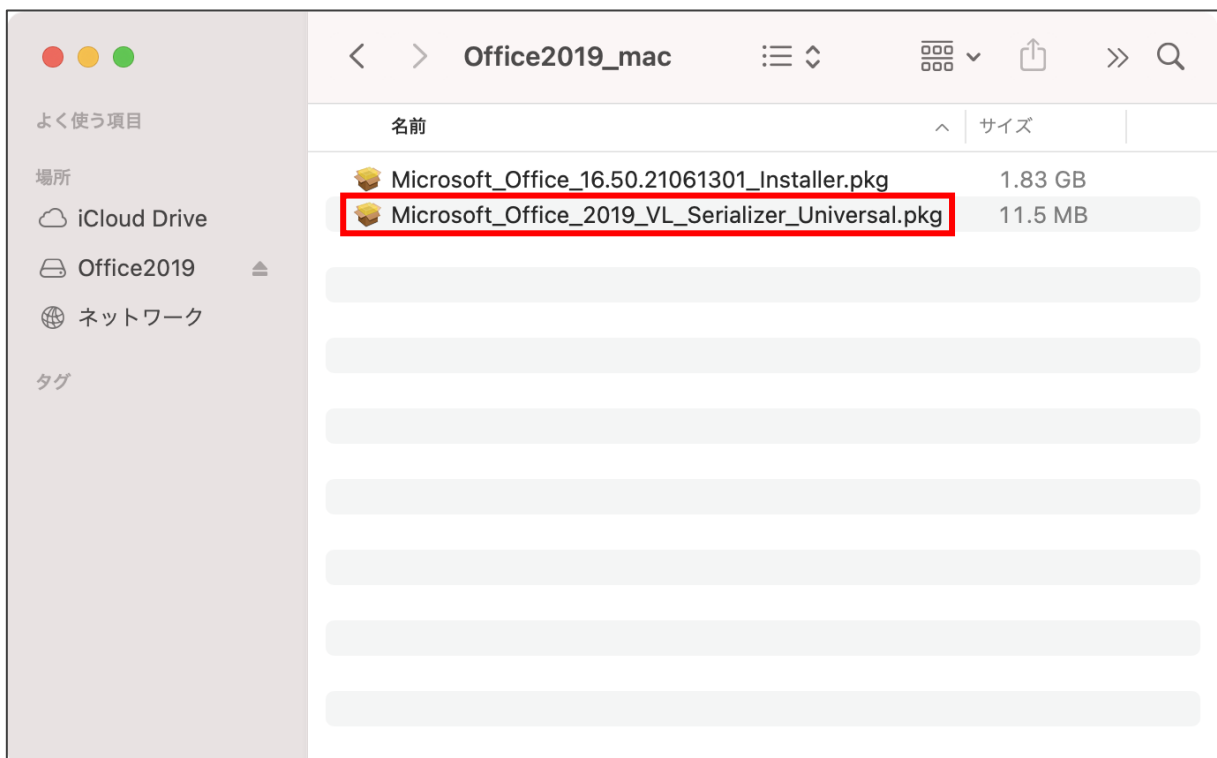 Office2019_mac
よく使う項目
場所
iCloud Drive
Office2019
ネットワーク
タグ
名前 サイズ
Microsoft_Office_16.50.21061301_Installer.pkg 1.83 GB
Microsoft_Office_2019_VL_Serializer_Universal.pkg 11.5 MB